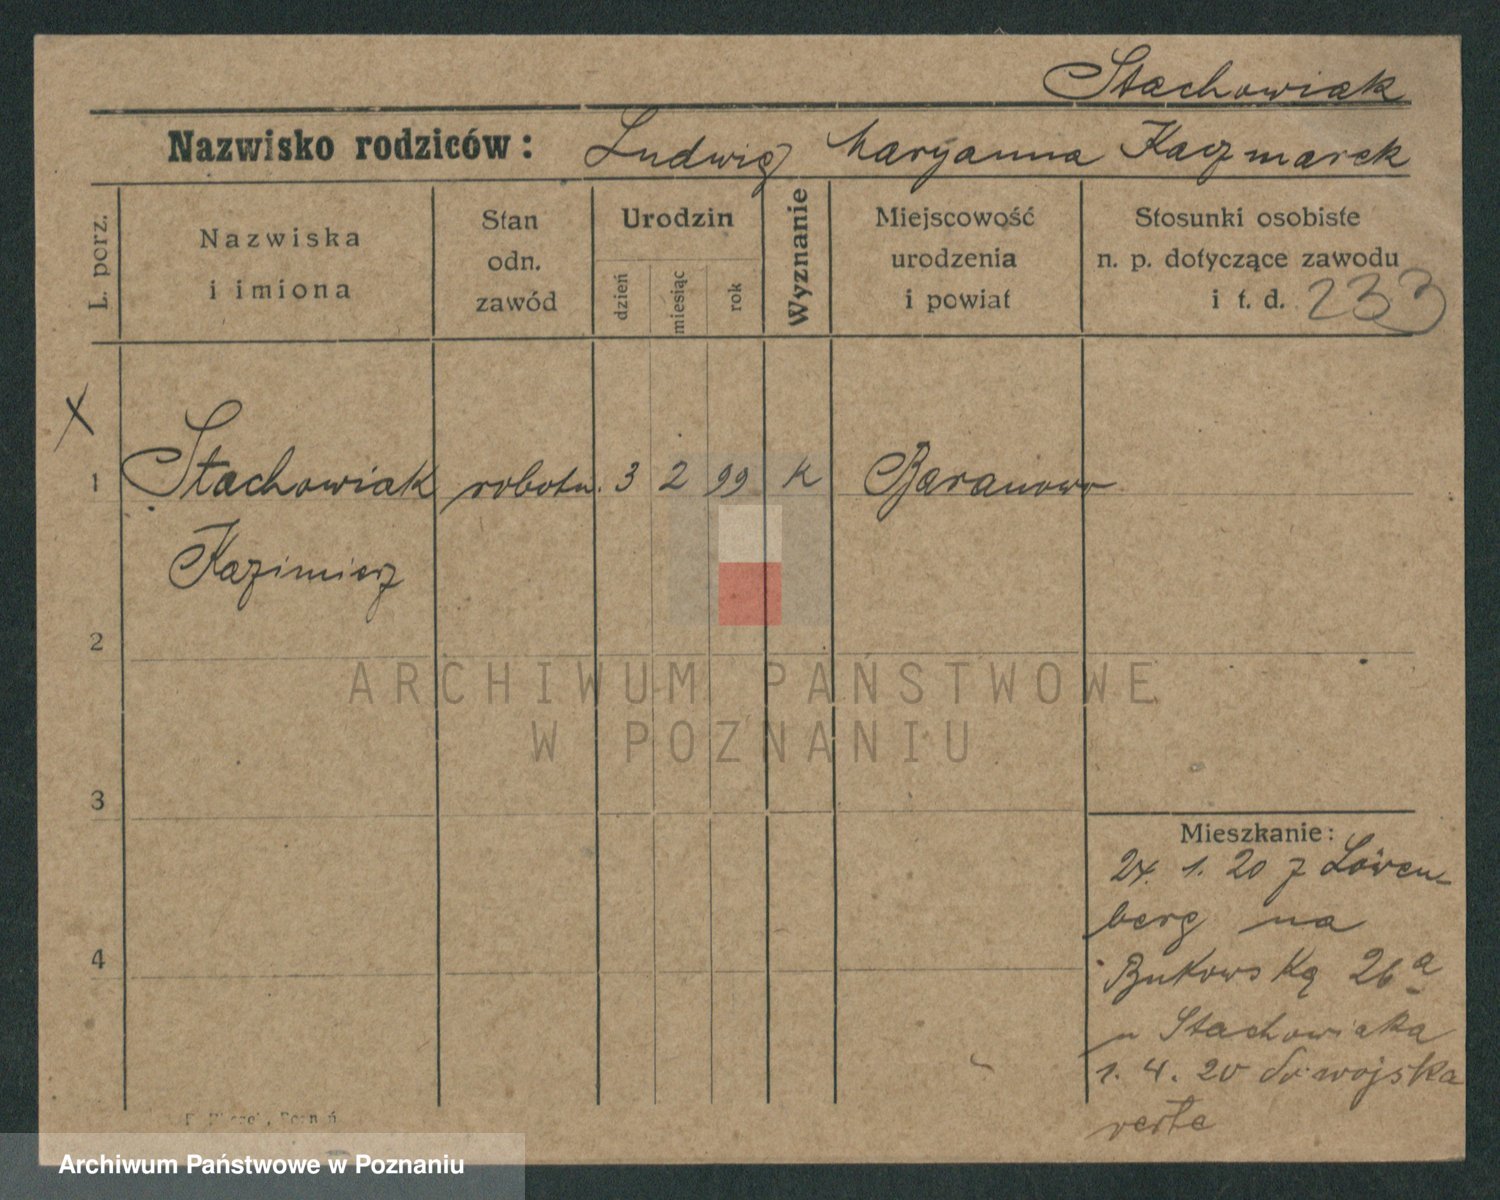 Stachowiak
Nazwisko rodziców: Ludwig Maryanna Kaczmarek
L. porz.
Nazwiska
i imiona
Stan
odn.
zawód
Urodzin
dzień
miesiąc
rok
Wyznanie
Miejscowość
urodzenia
i powiat
Stosunki osobiste
n. p. dotyczące zawodu
i t. d. 233
X
1 Stachowiak robotn. 3 2 99 k Baranowo
Kazimierz
2
ARCHIWUM PAŃSTWOWE
W POZNANIU
3
4
Mieszkanie:
24. 1. 20 z Löwen-
berg na
Bukowską 26a
u Stachowiaka
1. 4. 20 do wojska
verte
Poznań
Archiwum Państwowe w Poznaniu